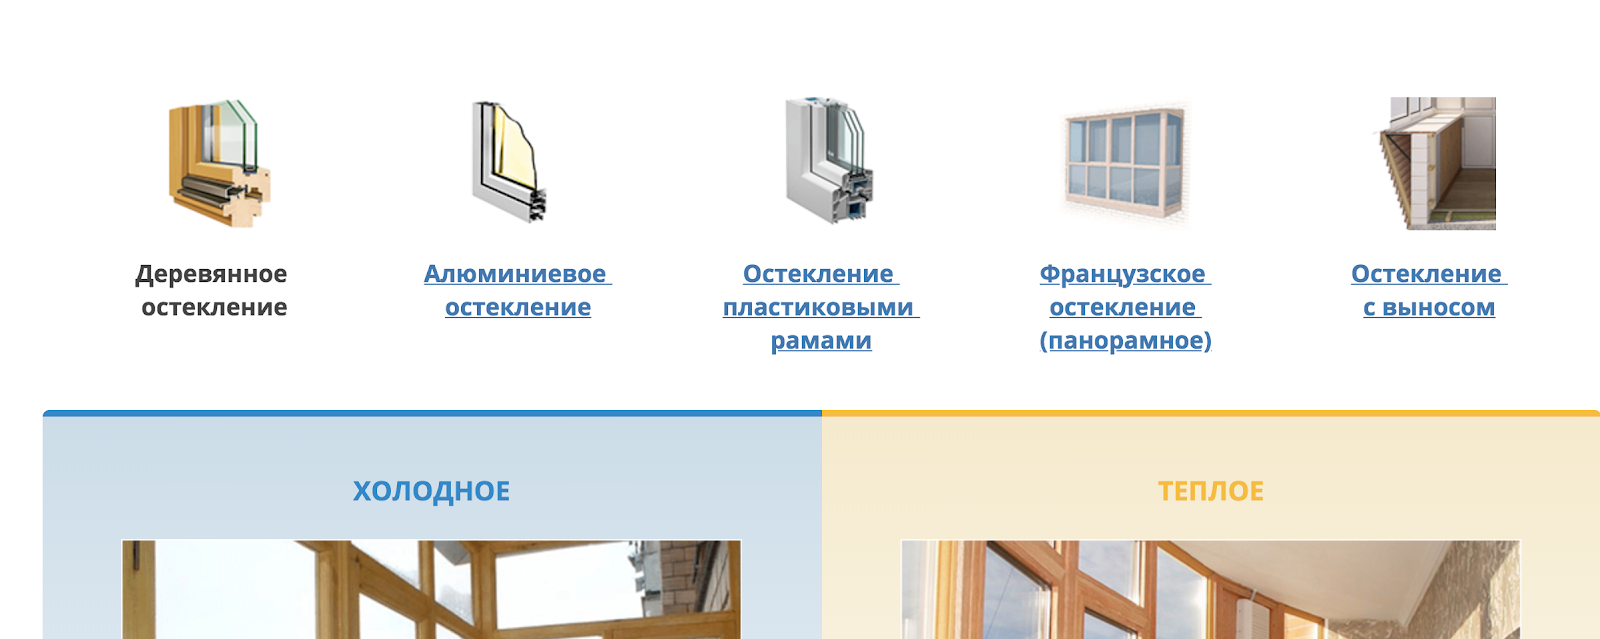 Деревянное
остекление
Алюминиевое
остекление
Остекление
пластиковыми
рамами
Французское
остекление
(панорамное)
Остекление
с выносом
ХОЛОДНОЕ
ТЕПЛОЕ